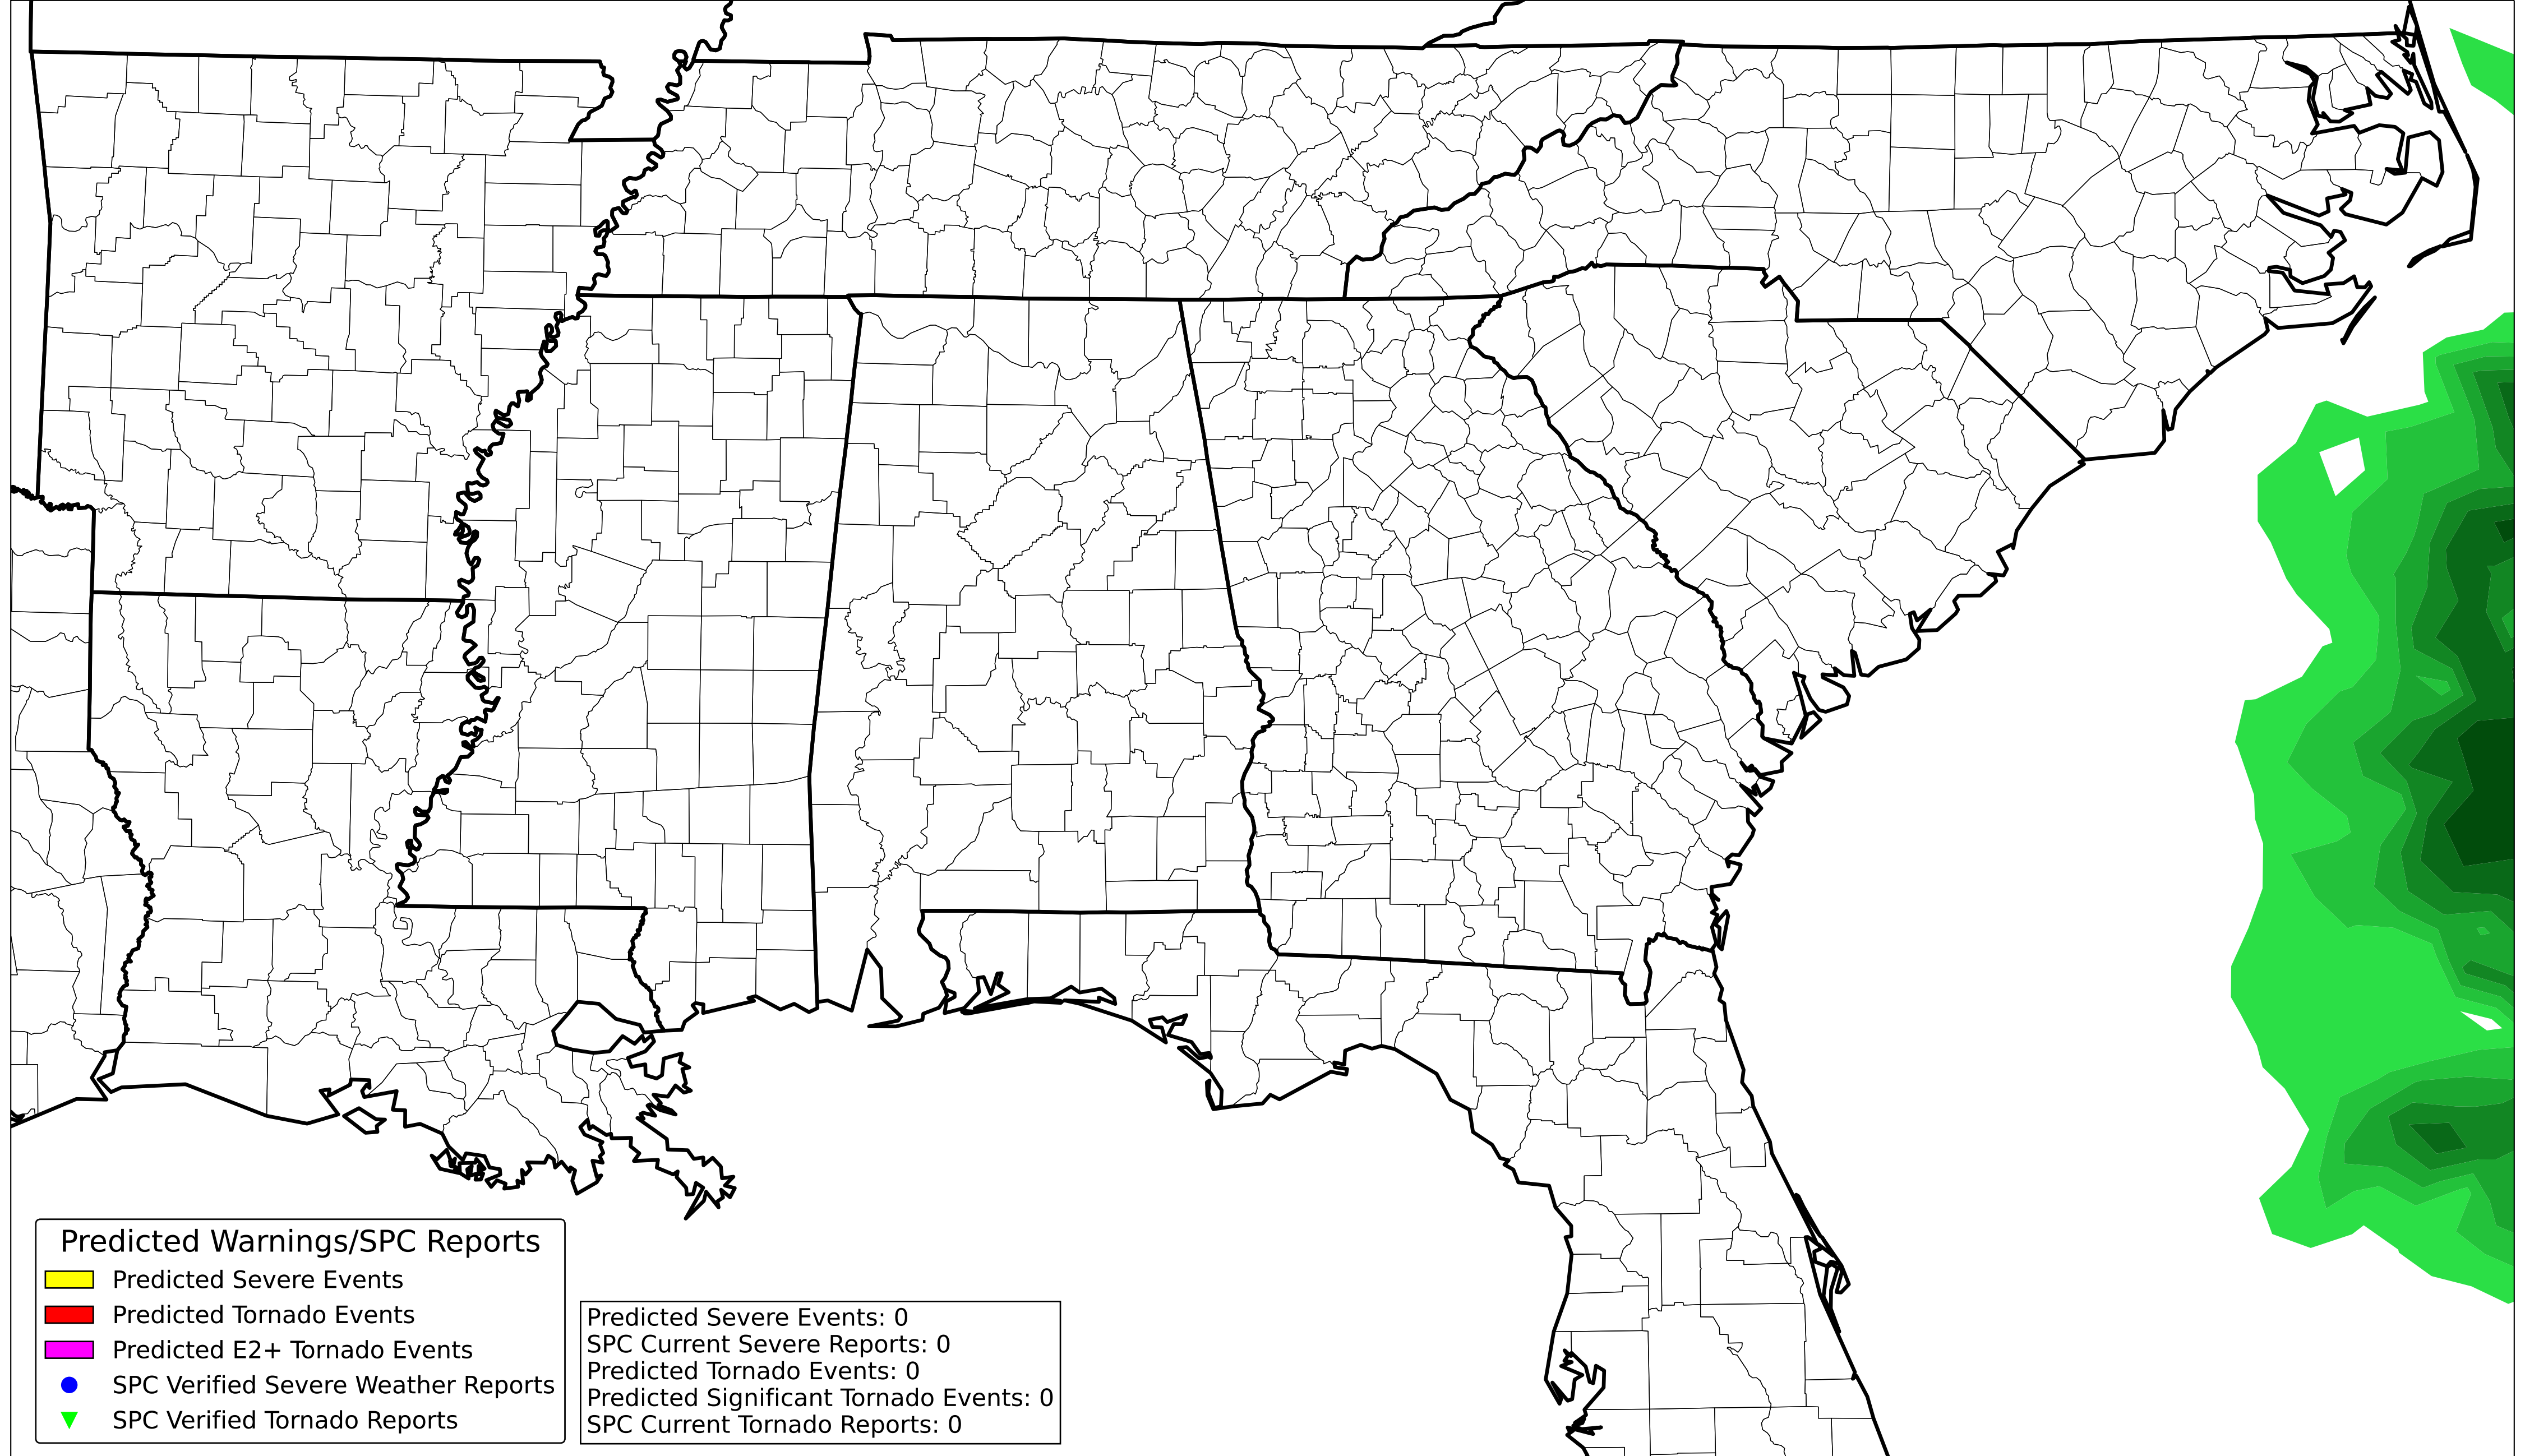 Predicted Warnings/SPC Reports
Predicted Severe Events
Predicted Tornado Events
Predicted E2+ Tornado Events
SPC Verified Severe Weather Reports
SPC Verified Tornado Reports
Predicted Severe Events: 0
SPC Current Severe Reports: 0
Predicted Tornado Events: 0
Predicted Significant Tornado Events: 0
SPC Current Tornado Reports: 0